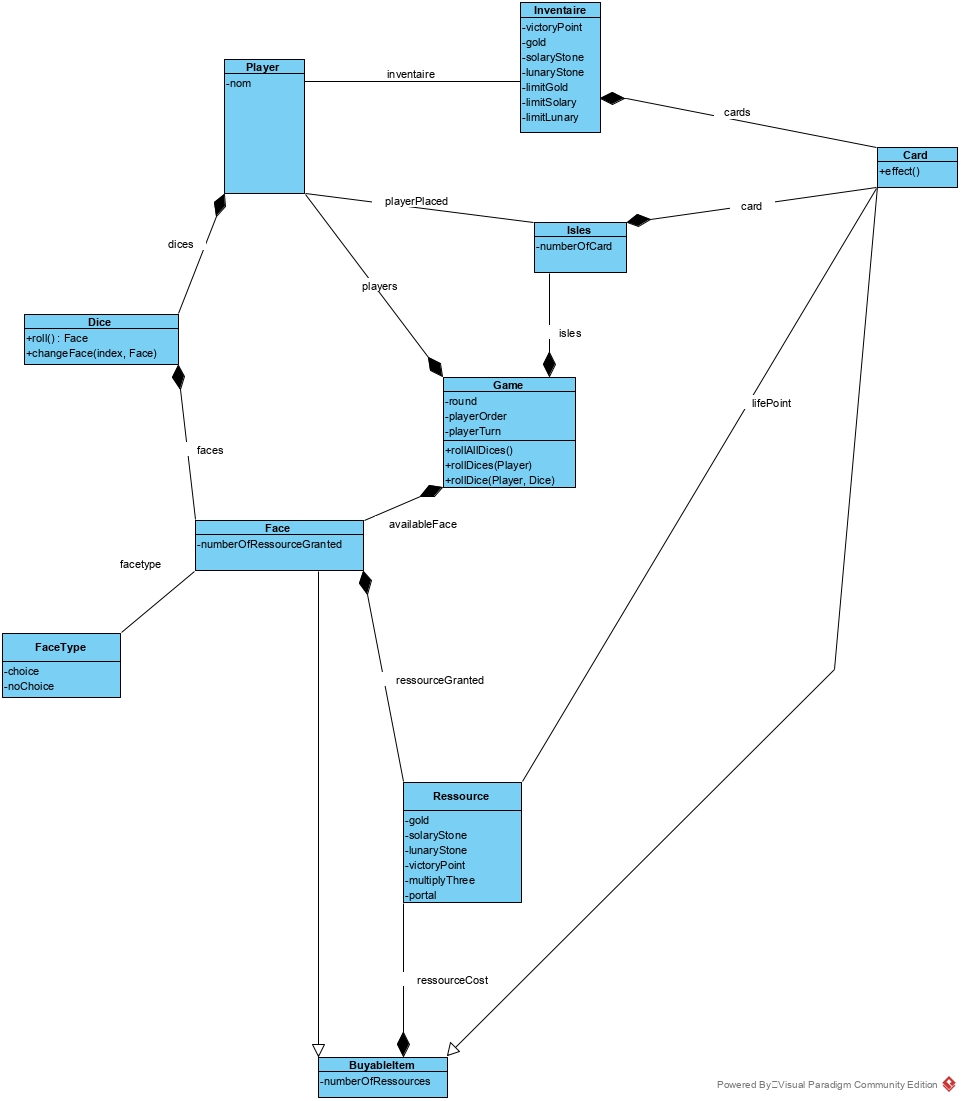 Inventaire
-victoryPoint
-gold
-solaryStone
-lunaryStone
-limitGold
-limitSolary
-limitLunary
Player
-nom
inventaire
cards
Card
+effect()
playerPlaced
card
Isles
-numberOfCard
dices
players
isles
Dice
+roll() : Face
+changeFace(index, Face)
Game
-round
-playerOrder
-playerTurn
+rollAllDices()
+rollDices(Player)
+rollDice(Player, Dice)
lifePoint
faces
availableFace
Face
-numberOfRessourceGranted
facetype
FaceType
-choice
-noChoice
ressourceGranted
Ressource
-gold
-solaryStone
-lunaryStone
-victoryPoint
-multiplyThree
-portal
ressourceCost
BuyableItem
-numberOfRessources
Powered By Visual Paradigm Community Edition